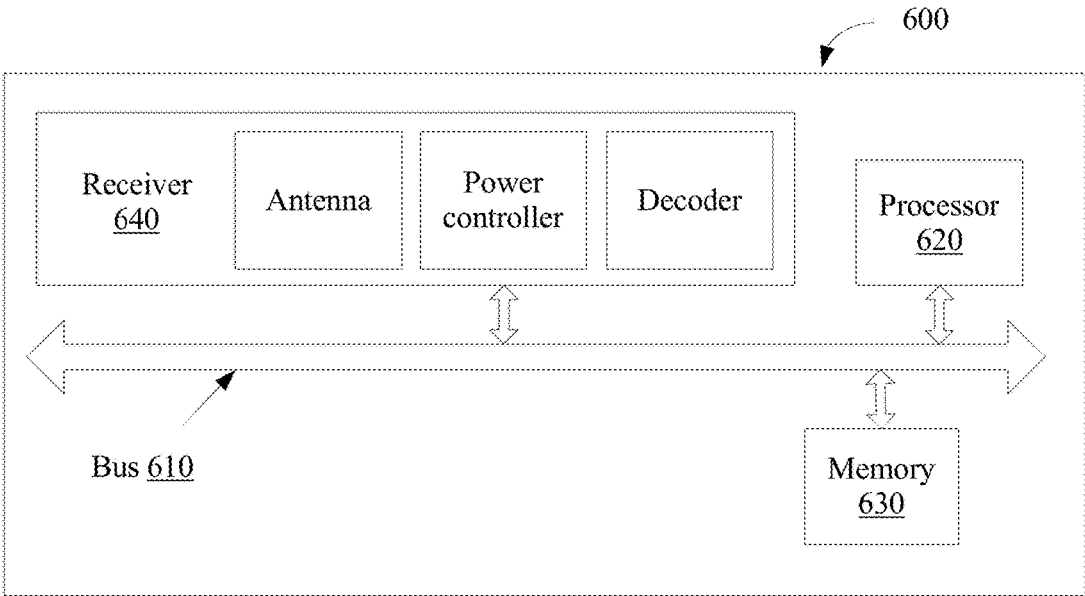 600
Receiver
640
Antenna
Power
controller
Decoder
Processor
620
Bus 610
Memory
630